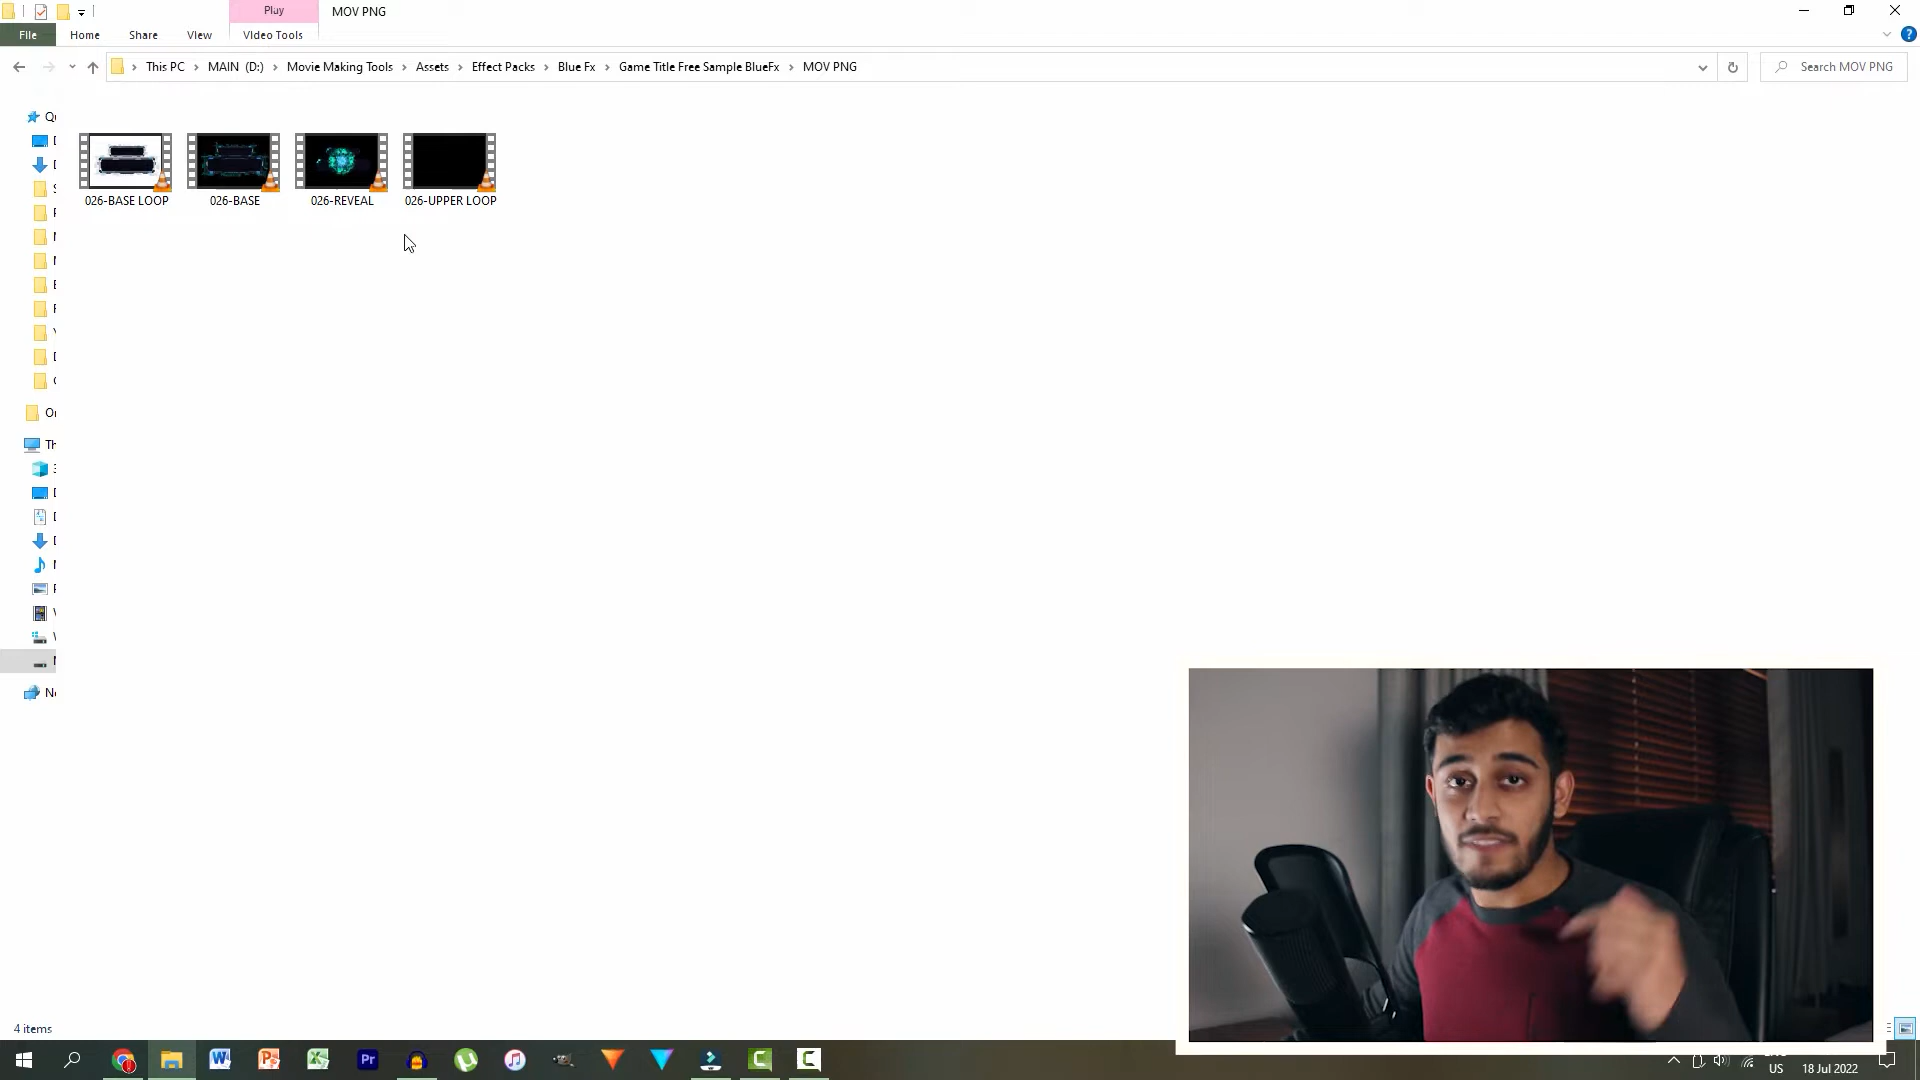 Play
MOV PNG
File
Home
Share
View
Video Tools
This PC
MAIN (D:)
Movie Making Tools
Assets
Effect Packs
Blue Fx
Game Title Free Sample BlueFx
MOV PNG
Search MOV PNG
026-BASE LOOP
026-BASE
026-REVEAL
026-UPPER LOOP
4 items
US
18 Jul 2022